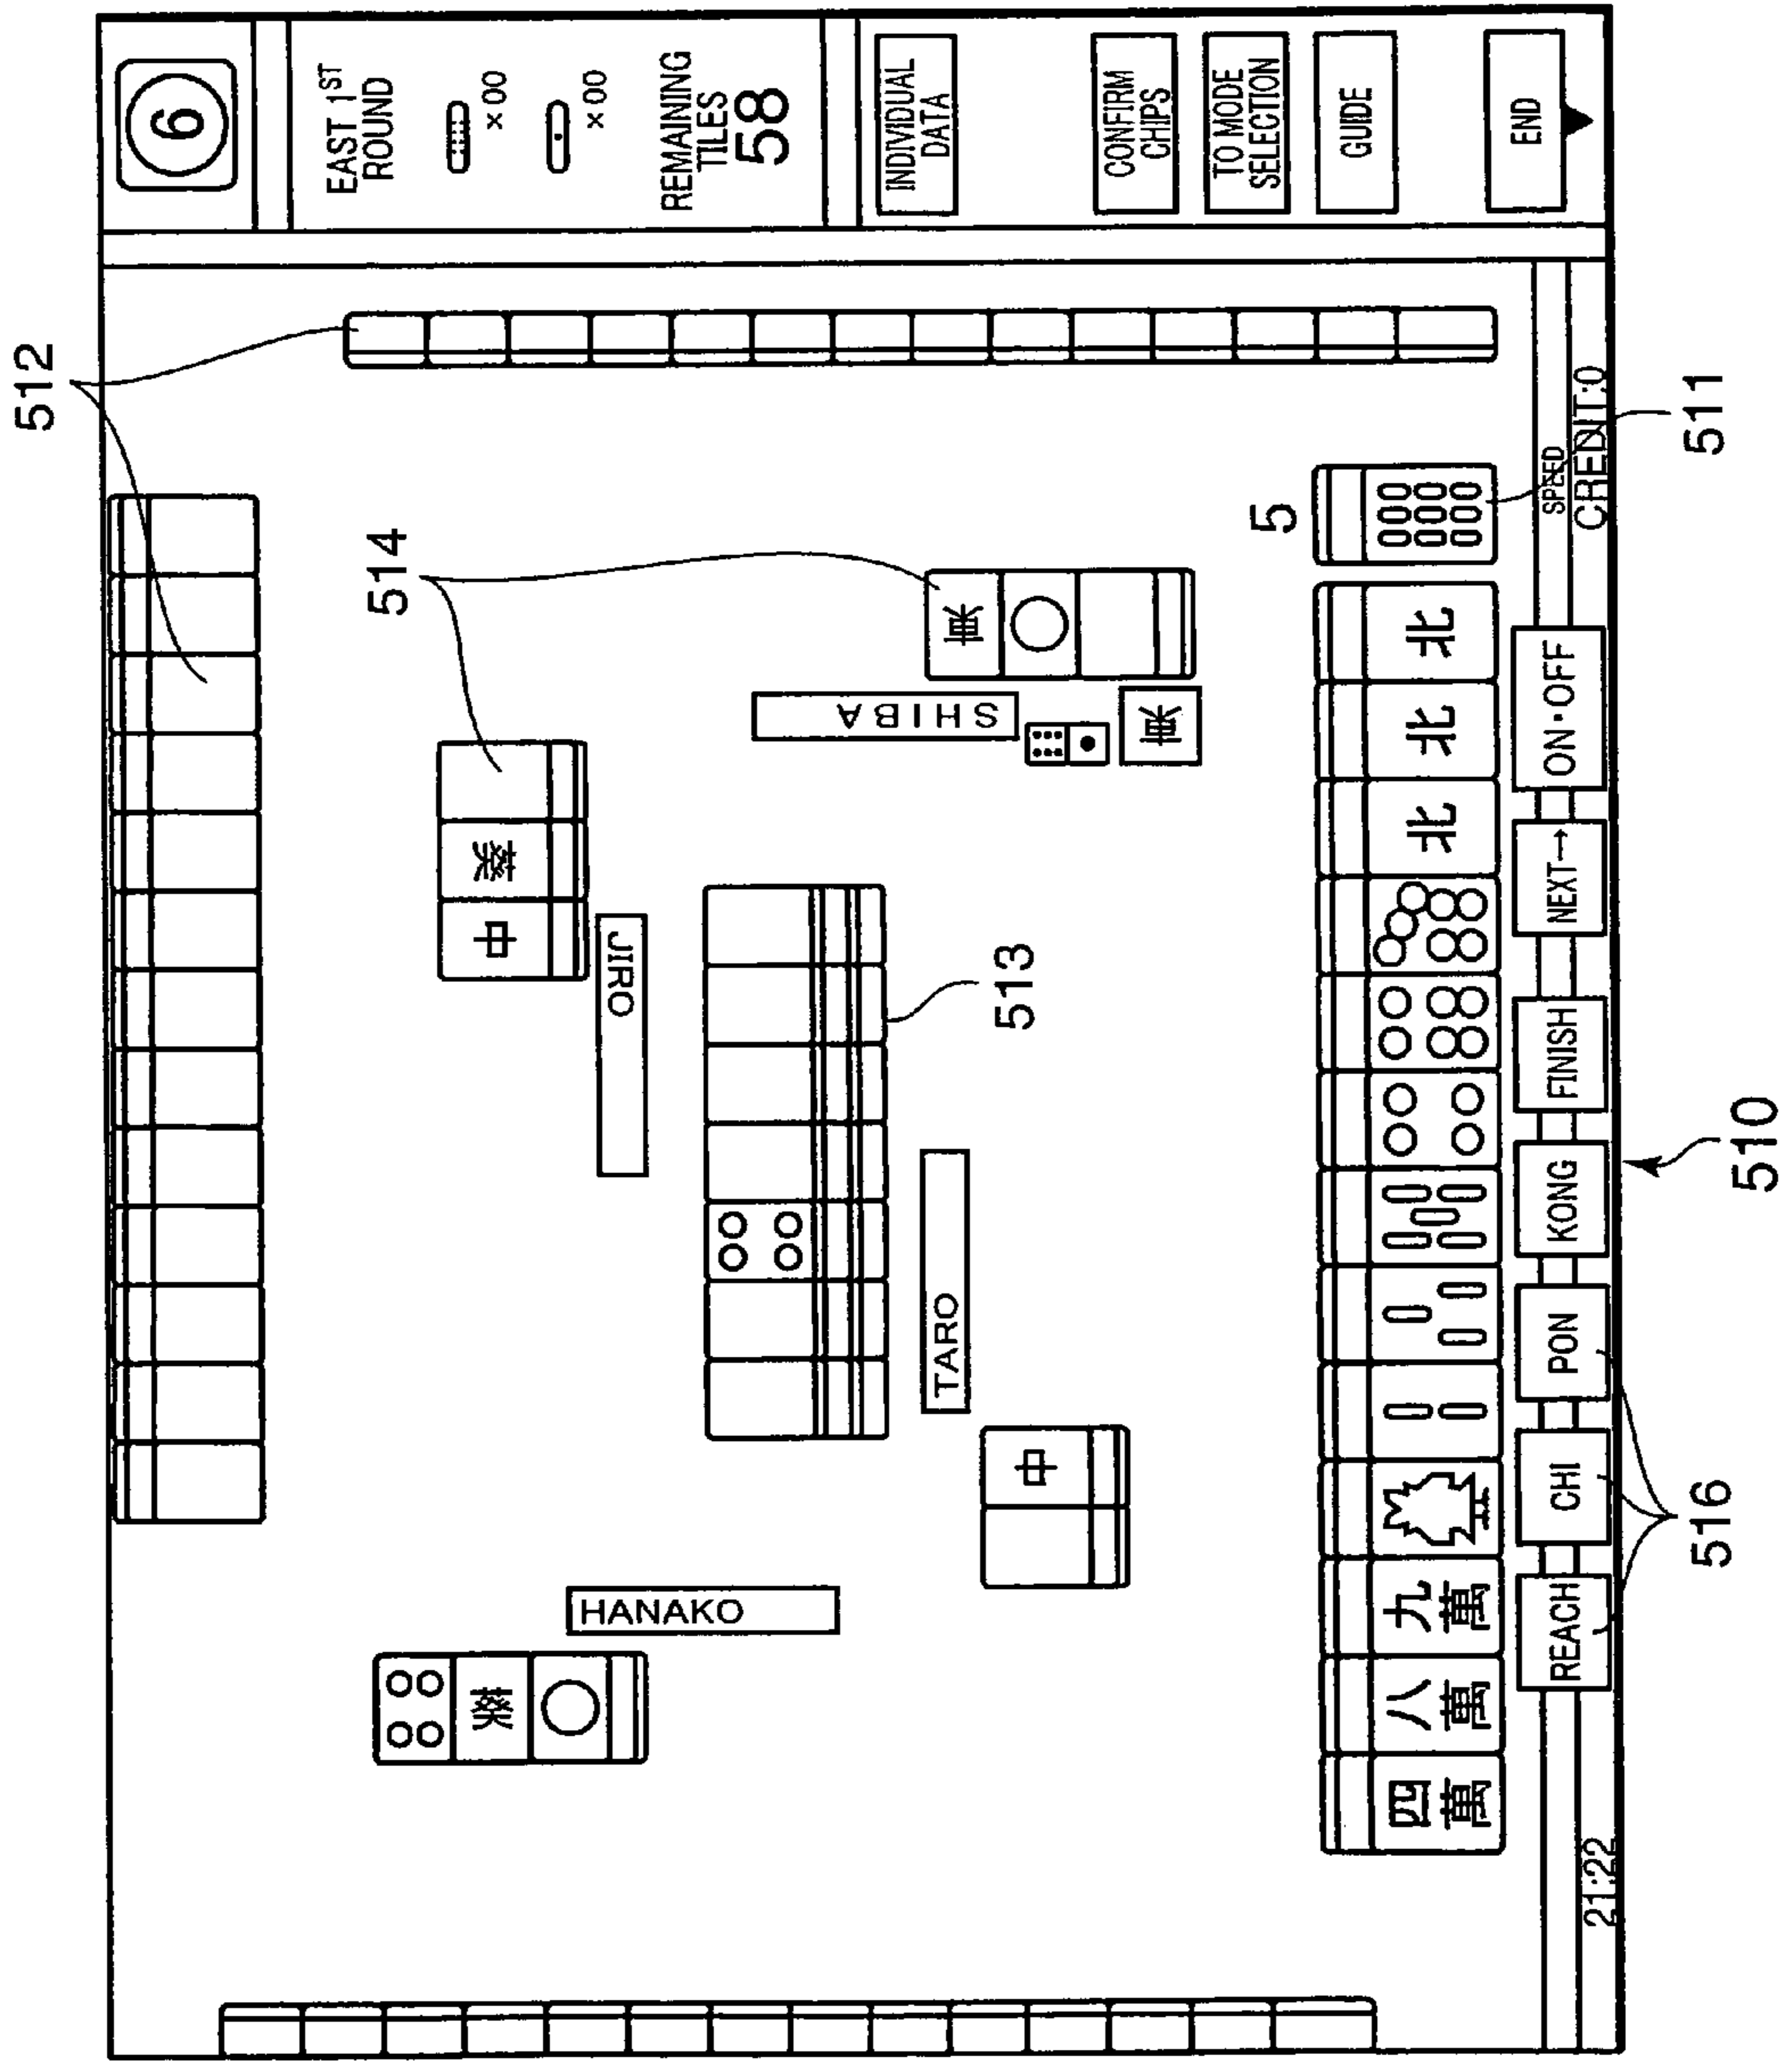 512
6
514
EAST 1ST
ROUND
×00
×00
REMAINING
TILES
58
JIRO
中
葵
HANAKO
葵
513
TARO
中
SHIBA
東
東
INDIVIDUAL
DATA
CONFIRM
CHIPS
TO MODE
SELECTION
GUIDE
END
5
四萬
八萬
九萬
北
北
北
REACH
CHI
PON
KONG
FINISH
NEXT→
ON・OFF
SPEED
21:22
CREDIT:0
516
510
511